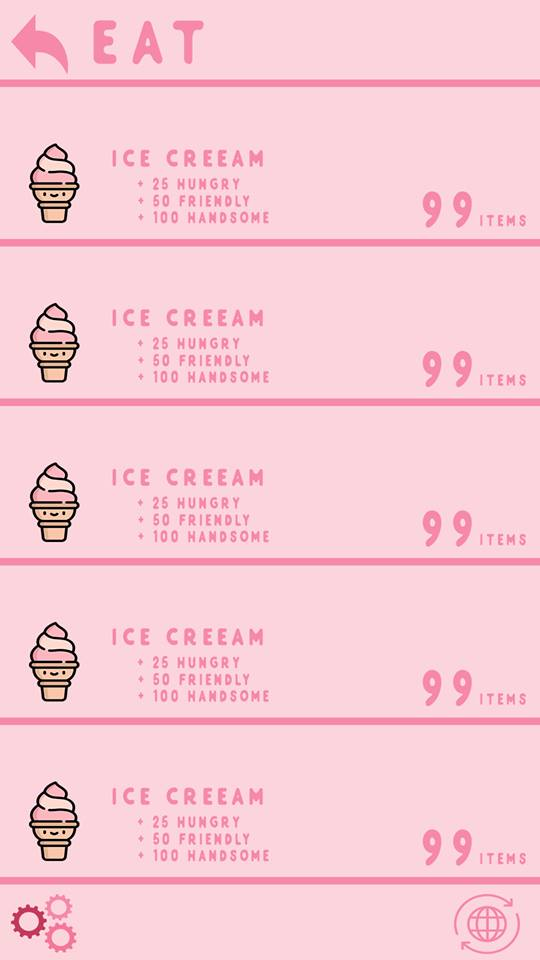 EAT
ICE CREEAM
+ 25 HUNGRY
+ 50 FRIENDLY
+ 100 HANDSOME
99 ITEMS
ICE CREEAM
+ 25 HUNGRY
+ 50 FRIENDLY
+ 100 HANDSOME
99 ITEMS
ICE CREEAM
+ 25 HUNGRY
+ 50 FRIENDLY
+ 100 HANDSOME
99 ITEMS
ICE CREEAM
+ 25 HUNGRY
+ 50 FRIENDLY
+ 100 HANDSOME
99 ITEMS
ICE CREEAM
+ 25 HUNGRY
+ 50 FRIENDLY
+ 100 HANDSOME
99 ITEMS